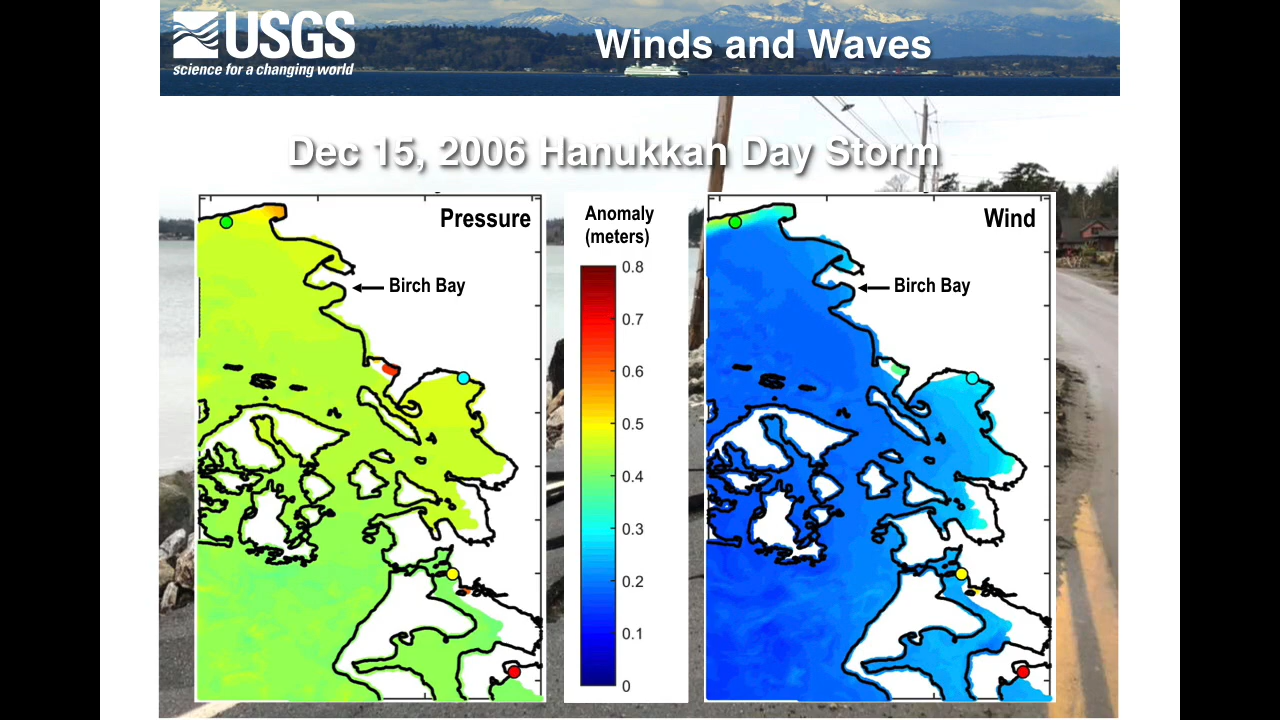 USGS
science for a changing world
Winds and Waves
Dec 15, 2006 Hanukkah Day Storm
Pressure
Birch Bay
Anomaly
(meters)
0.8
0.7
0.6
0.5
0.4
0.3
0.2
0.1
0
Wind
Birch Bay